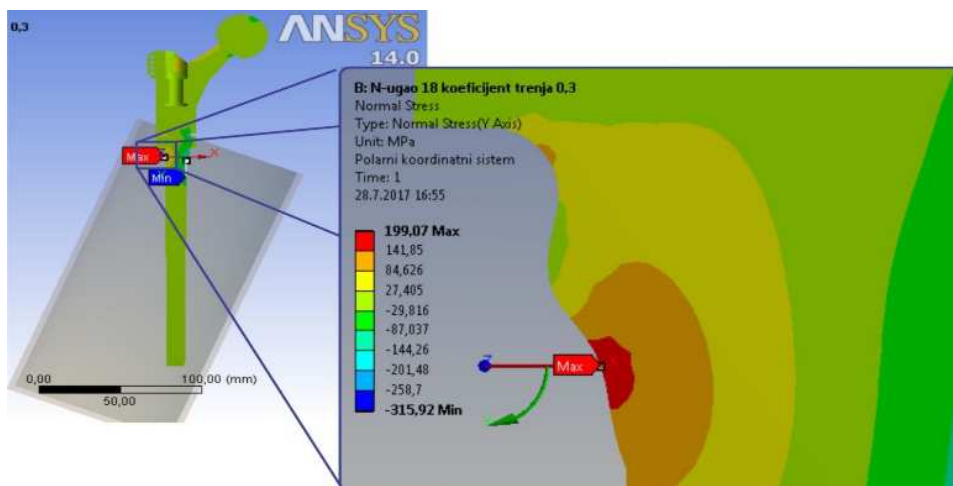 0,3
ANSYS
14.0
Max
X
Min
0,00
100,00 (mm)
50,00
B: N-ugao 18 koeficijent trenja 0,3
Normal Stress
Type: Normal Stress(Y Axis)
Unit: MPa
Polarni koordinatni sistem
Time: 1
28.7.2017 16:55
199,07 Max
141,85
84,626
27,405
-29,816
-87,037
-144,26
-201,48
-258,7
-315,92 Min
Z
Max